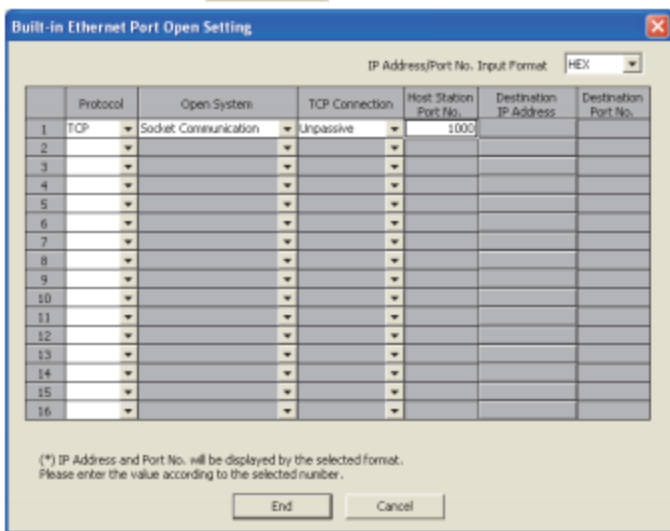 Built-in Ethernet Port Open Setting
IP Address/Port No. Input Format HEX
Protocol Open System TCP Connection Host Station Port No. Destination IP Address Destination Port No.
1 TCP Socket Communication Unpassive 1000
2
3
4
5
6
7
8
9
10
11
12
13
14
15
16
(*) IP Address and Port No. will be displayed by the selected format.
Please enter the value according to the selected number.
End Cancel